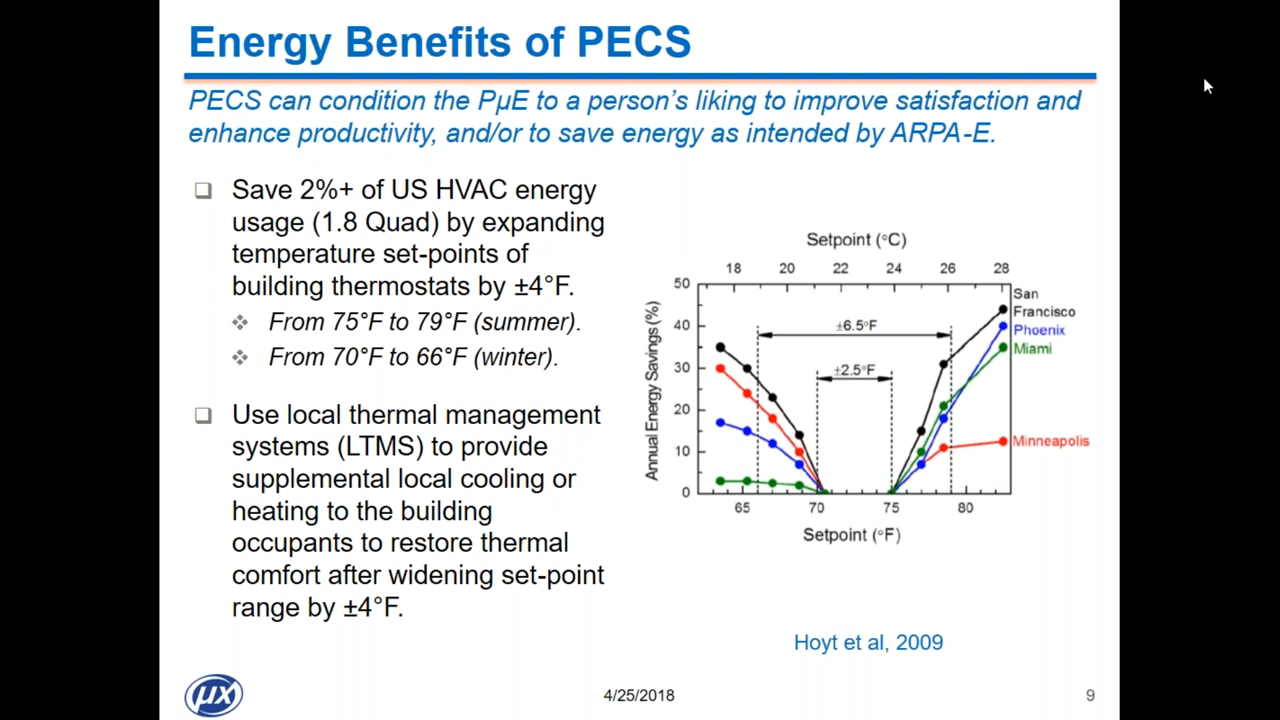 Energy Benefits of PECS
PECS can condition the PµE to a person's liking to improve satisfaction and
enhance productivity, and/or to save energy as intended by ARPA-E.
❑ Save 2%+ of US HVAC energy
usage (1.8 Quad) by expanding
temperature set-points of
building thermostats by ±4°F.
❖ From 75°F to 79°F (summer).
❖ From 70°F to 66°F (winter).
❑ Use local thermal management
systems (LTMS) to provide
supplemental local cooling or
heating to the building
occupants to restore thermal
comfort after widening set-point
range by ±4°F.
Setpoint (°C)
18 20 22 24 26 28
Annual Energy Savings (%)
50
40
30
20
10
0
±6.5°F
±2.5°F
San
Francisco
Phoenix
Miami
Minneapolis
65 70 75 80
Setpoint (°F)
Hoyt et al, 2009
µx
4/25/2018
9